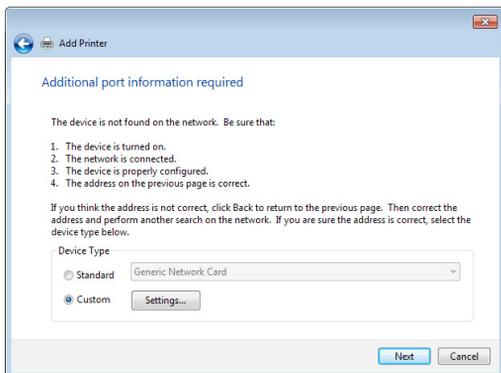 Add Printer
Additional port information required
The device is not found on the network. Be sure that:
1. The device is turned on.
2. The network is connected.
3. The device is properly configured.
4. The address on the previous page is correct.
If you think the address is not correct, click Back to return to the previous page. Then correct the
address and perform another search on the network. If you are sure the address is correct, select the
device type below.
Device Type
Standard Generic Network Card
Custom Settings...
Next Cancel